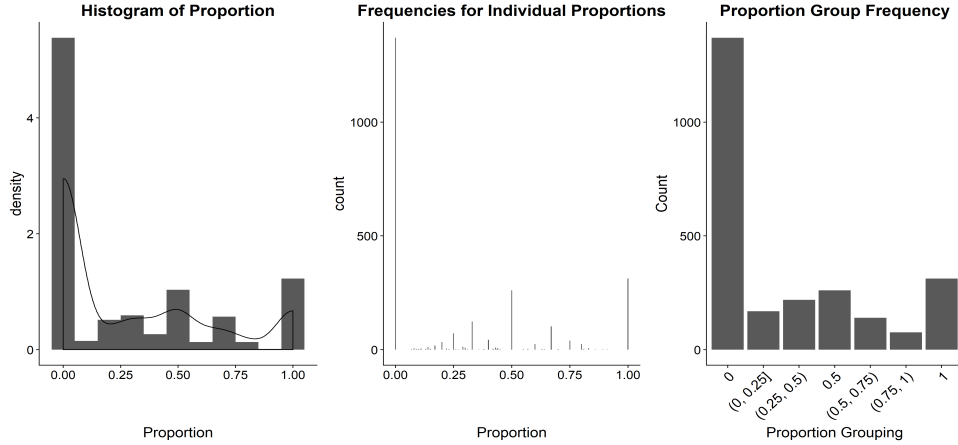 Histogram of Proportion
density
4
2
0
0.00 0.25 0.50 0.75 1.00
Proportion
Frequencies for Individual Proportions
count
1000
500
0
0.00 0.25 0.50 0.75 1.00
Proportion
Proportion Group Frequency
Count
1000
500
0
0
(0, 0.25]
(0.25, 0.5)
0.5
(0.5, 0.75)
(0.75, 1)
1
Proportion Grouping